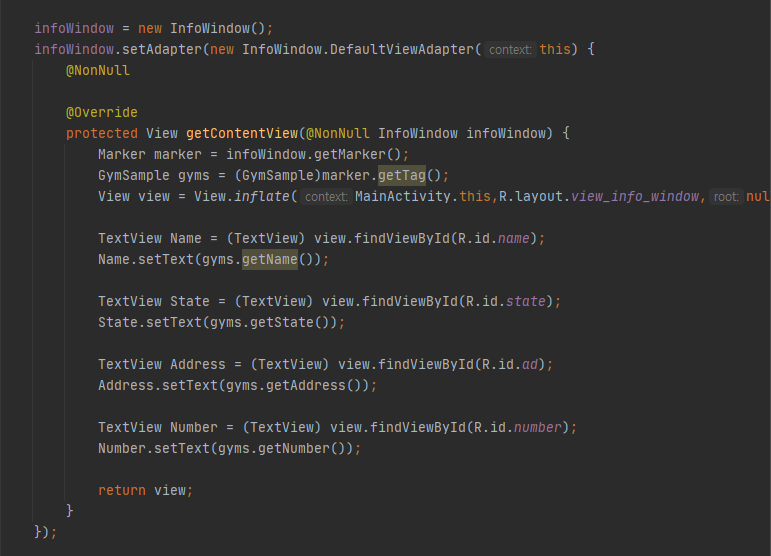 infoWindow = new InfoWindow();
infoWindow.setAdapter(new InfoWindow.DefaultViewAdapter( context: this) {
@NonNull
@Override
protected View getContentView(@NonNull InfoWindow infoWindow) {
Marker marker = infoWindow.getMarker();
GymSample gyms = (GymSample)marker.getTag();
View view = View.inflate( context: MainActivity.this,R.layout.view_info_window, root: nul
TextView Name = (TextView) view.findViewById(R.id.name);
Name.setText(gyms.getName());
TextView State = (TextView) view.findViewById(R.id.state);
State.setText(gyms.getState());
TextView Address = (TextView) view.findViewById(R.id.ad);
Address.setText(gyms.getAddress());
TextView Number = (TextView) view.findViewById(R.id.number);
Number.setText(gyms.getNumber());
return view;
}
});